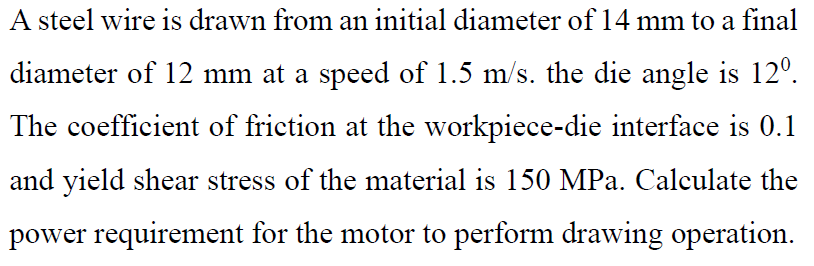 A steel wire is drawn from an initial diameter of 14 mm to a final
diameter of 12 mm at a speed of 1.5 m/s. the die angle is 12⁰.
The coefficient of friction at the workpiece-die interface is 0.1
and yield shear stress of the material is 150 MPa. Calculate the
power requirement for the motor to perform drawing operation.